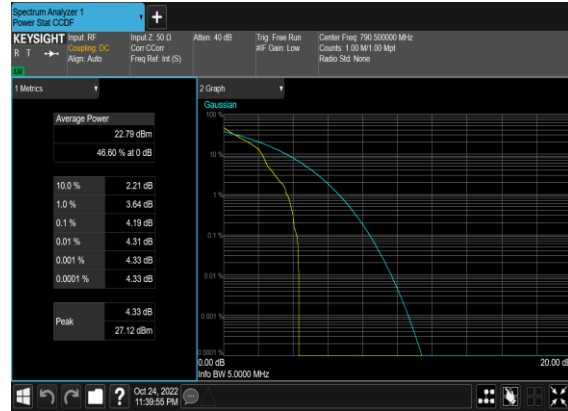 Spectrum Analyzer 1
Power Stat CCDF
KEYSIGHT
R T
LM
Input: RF
Coupling: DC
Align: Auto
Input Z: 50 Ω
Corr CCorr
Freq Ref: Int (S)
Atten: 40 dB
Trig: Free Run
#IF Gain: Low
Center Freq: 790.500000 MHz
Counts: 1.00 M/1.00 Mpt
Radio Std: None
1 Metrics
Average Power
22.79 dBm
46.60 % at 0 dB
10.0 % 2.21 dB
1.0 % 3.64 dB
0.1 % 4.19 dB
0.01 % 4.31 dB
0.001 % 4.33 dB
0.0001 % 4.33 dB
Peak 4.33 dB
27.12 dBm
2 Graph
Gaussian
100 %
10 %
1 %
0.1 %
0.01 %
0.001 %
0.0001 %
0.00 dB
20.00 dB
Info BW 5.0000 MHz
?
Oct 24, 2022
11:39:55 PM